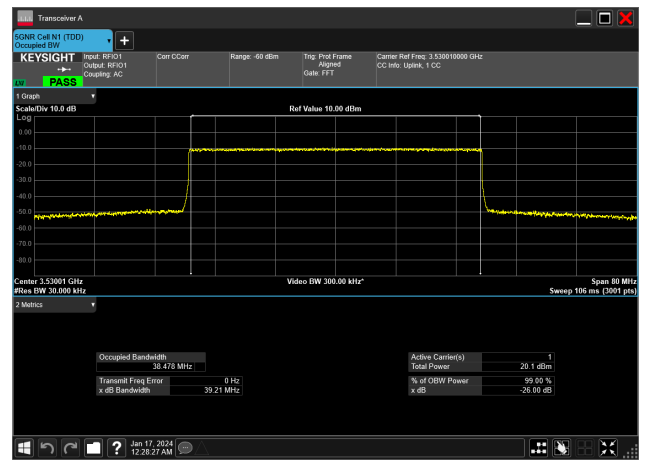 Transceiver A
5GNR Cell N1 (TDD)
Occupied BW
KEYSIGHT
Input: RFIO1
Output: RFIO1
Coupling: AC
Corr CCorr
Range: -60 dBm
Trig: Prot Frame
Aligned
Gate: FFT
Carrier Ref Freq: 3.530010000 GHz
CC Info: Uplink, 1 CC
PASS
1 Graph
Scale/Div 10.0 dB
Ref Value 10.00 dBm
Log
0.00
-10.0
-20.0
-30.0
-40.0
-50.0
-60.0
-70.0
-80.0
Center 3.53001 GHz
Video BW 300.00 kHz*
Span 80 MHz
#Res BW 30.000 kHz
Sweep 106 ms (3001 pts)
2 Metrics
Occupied Bandwidth
38.478 MHz
Transmit Freq Error 0 Hz
x dB Bandwidth 39.21 MHz
Active Carrier(s) 1
Total Power 20.1 dBm
% of OBW Power 99.00 %
x dB -26.00 dB
?
Jan 17, 2024
12:28:27 AM